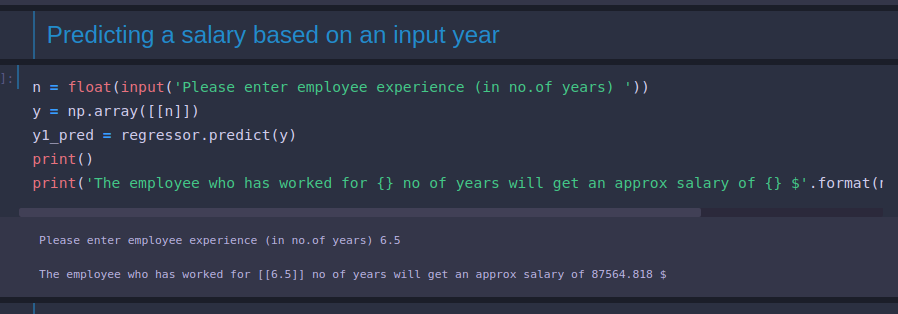 Predicting a salary based on an input year
]:
n = float(input('Please enter employee experience (in no.of years) '))
y = np.array([[n]])
y1_pred = regressor.predict(y)
print()
print('The employee who has worked for {} no of years will get an approx salary of {} $'.format(
Please enter employee experience (in no.of years) 6.5
The employee who has worked for [[6.5]] no of years will get an approx salary of 87564.818 $